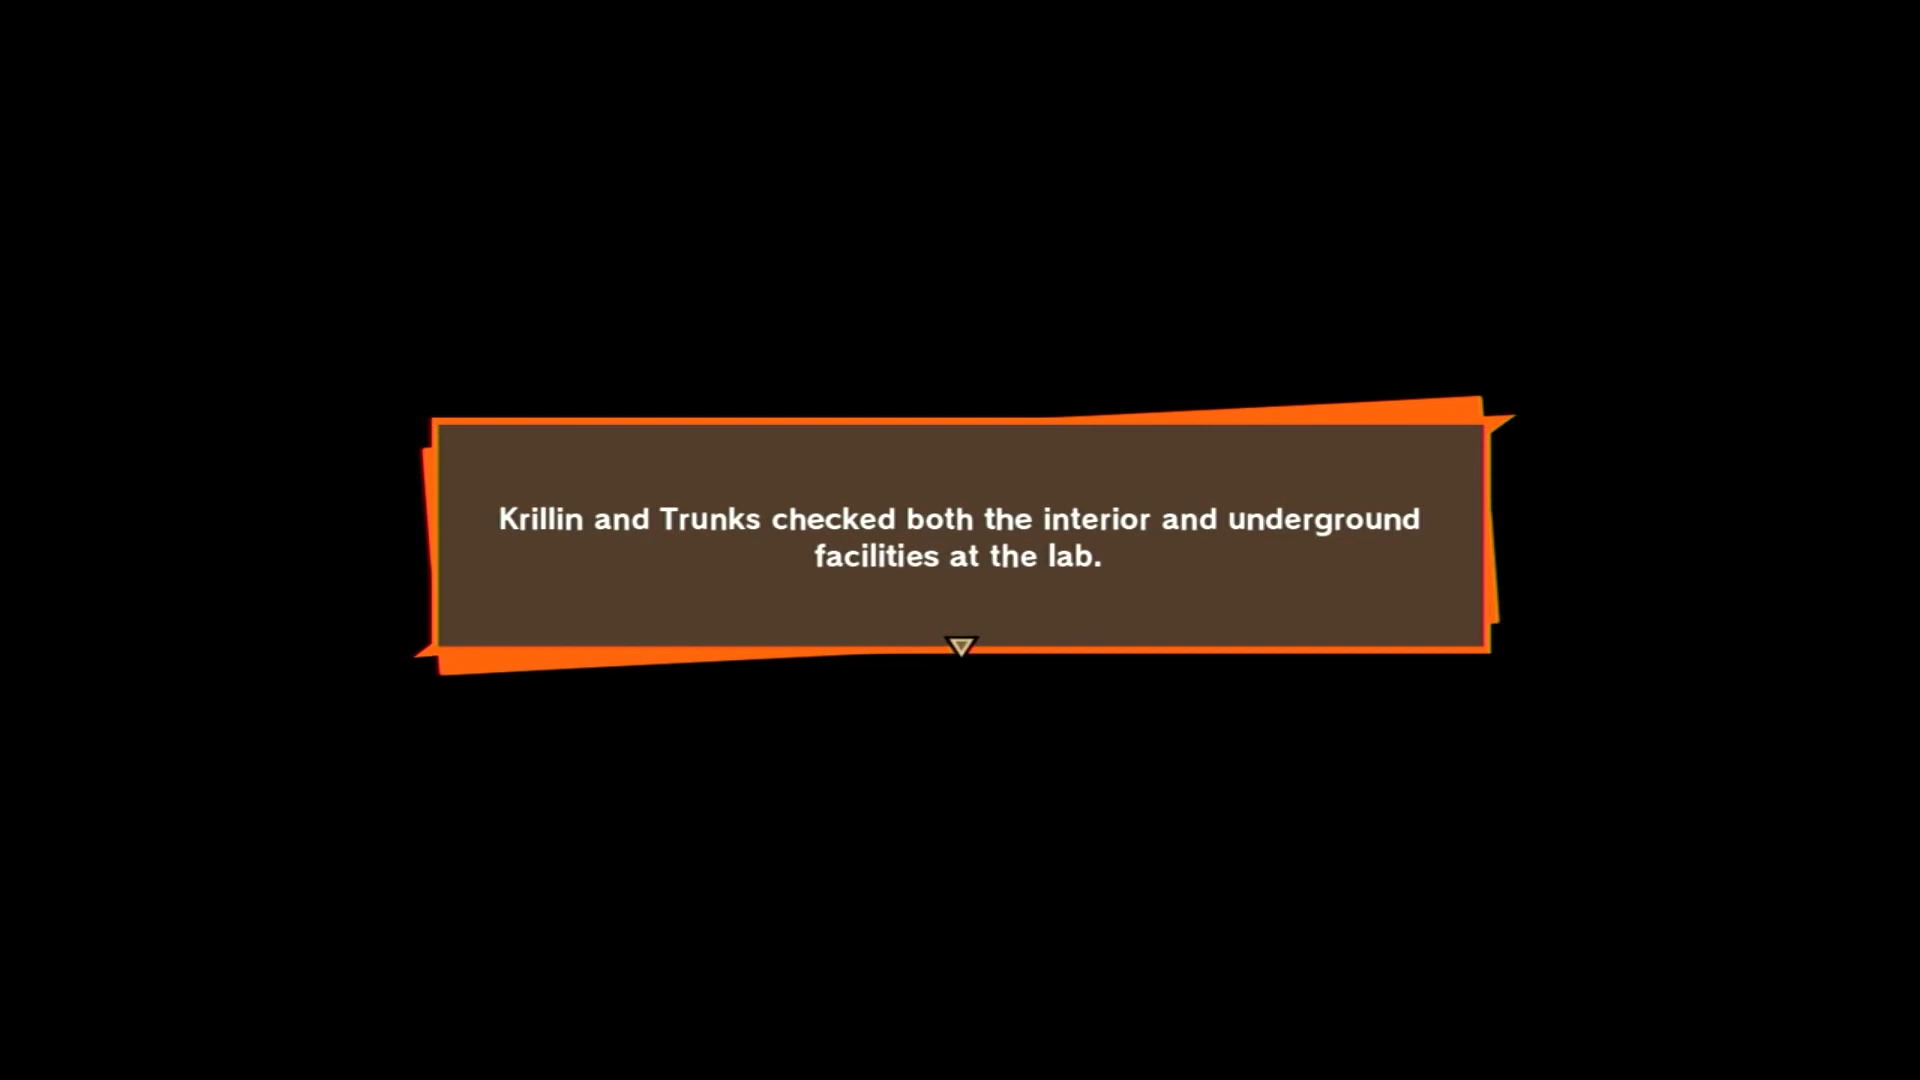 Krillin and Trunks checked both the interior and underground
facilities at the lab.